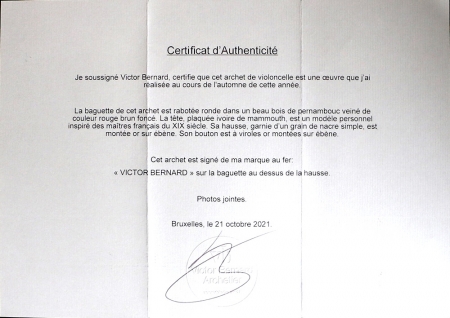 Certificat d'Authenticité
Je soussigné Victor Bernard, certifie que cet archet de violoncelle est une œuvre que j'ai
réalisée au cours de l'automne de cette année.
La baguette de cet archet est rabotée ronde dans un beau bois de pernambouc veiné de
couleur rouge brun foncé. La tête, plaquée ivoire de mammouth, est un modèle personnel
inspiré des maîtres français du XIX siècle. Sa hausse, garnie d'un grain de nacre simple, est
montée or sur ébène. Son bouton est à viroles or montées sur ébène.
Cet archet est signé de ma marque au fer:
« VICTOR BERNARD » sur la baguette au dessus de la hausse.
Photos jointes.
Bruxelles, le 21 octobre 2021.